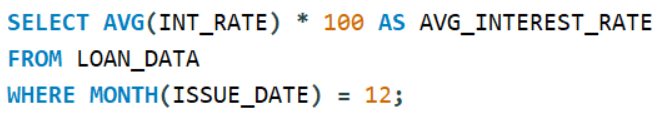 SELECT AVG(INT_RATE) * 100 AS AVG_INTEREST_RATE
FROM LOAN_DATA
WHERE MONTH(ISSUE_DATE) = 12;